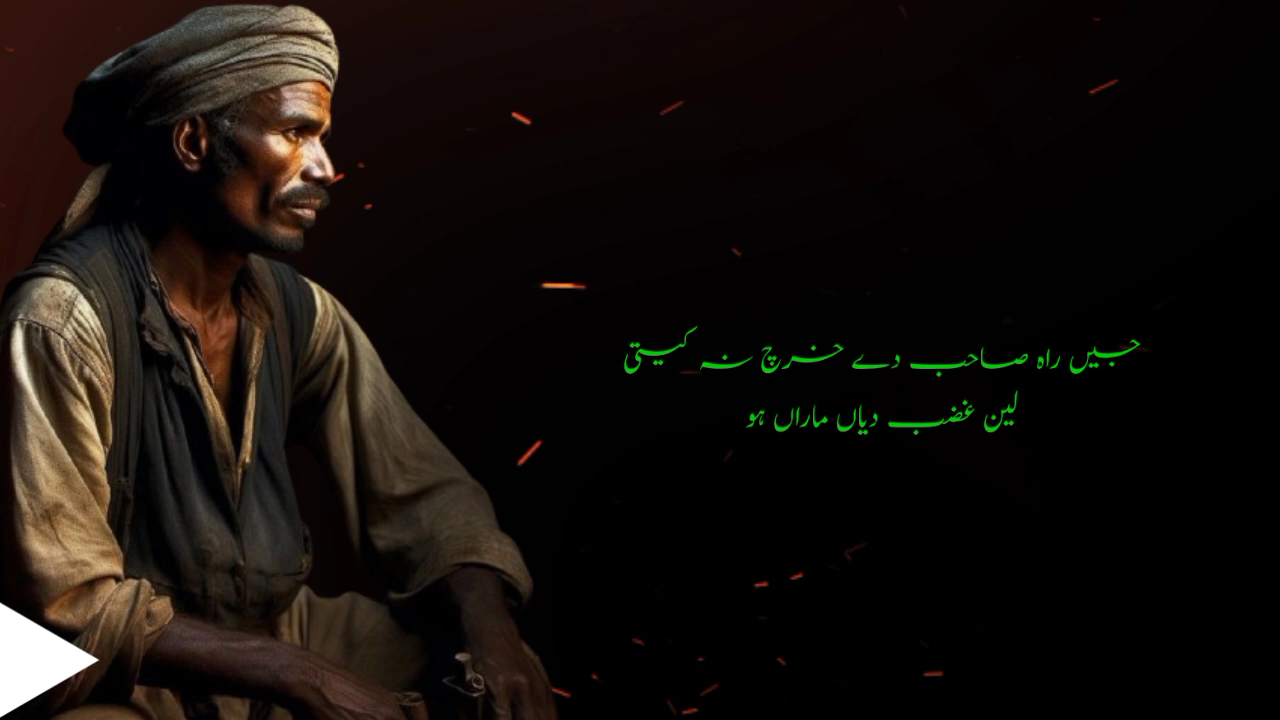 جیں راہ صاحب دے خرچ نہ کیتی
لین غضب دیاں ماراں ہو